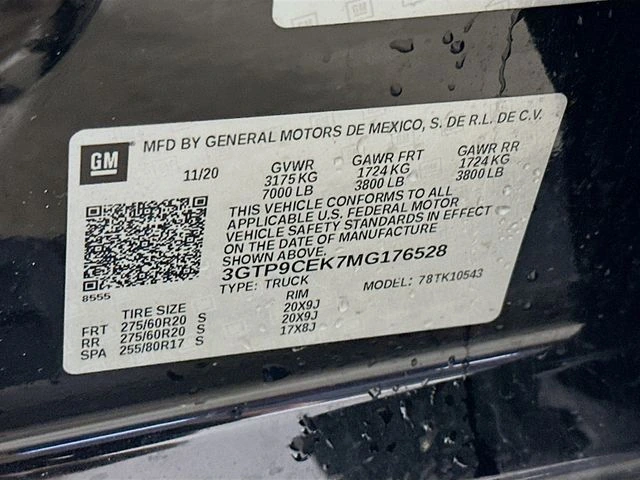 GM
MFD BY GENERAL MOTORS DE MEXICO, S. DE R.L. DE C.V.
11/20 GVWR GAWR FRT GAWR RR
3175 KG 1724 KG 1724 KG
7000 LB 3800 LB 3800 LB
THIS VEHICLE CONFORMS TO ALL
APPLICABLE U.S. FEDERAL MOTOR
VEHICLE SAFETY STANDARDS IN EFFECT
ON THE DATE OF MANUFACTURE
SHOWN ABOVE.
3GTP9CEK7MG176528
TYPE: TRUCK MODEL: 78TK10543
8555
TIRE SIZE RIM
FRT 275/60R20 S 20X9J
RR 275/60R20 S 20X9J
SPA 255/80R17 S 17X8J